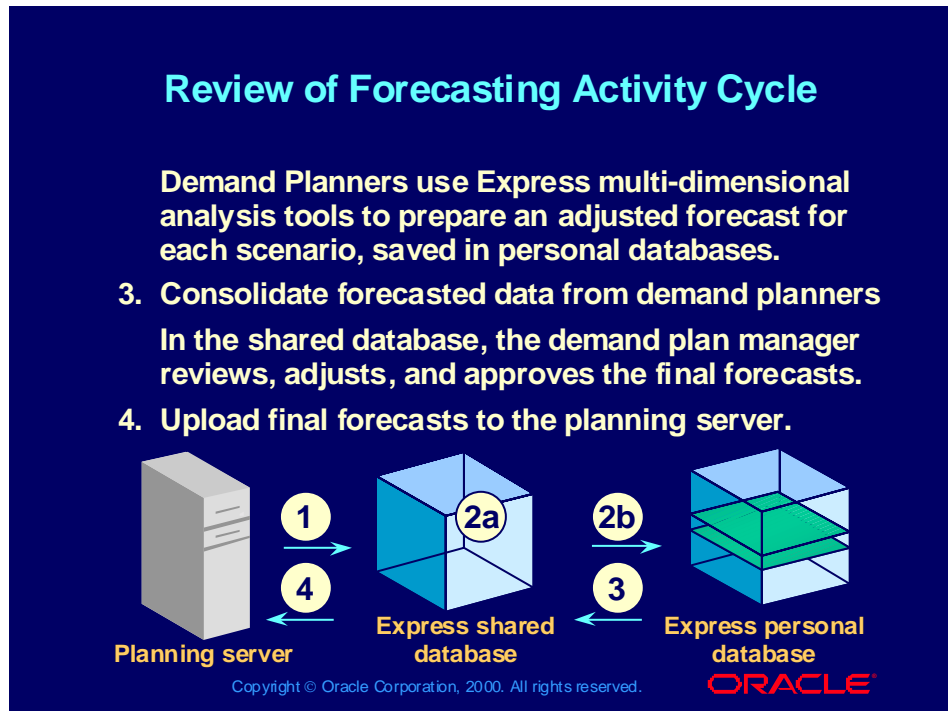 Review of Forecasting Activity Cycle
Demand Planners use Express multi-dimensional
analysis tools to prepare an adjusted forecast for
each scenario, saved in personal databases.
3. Consolidate forecasted data from demand planners
In the shared database, the demand plan manager
reviews, adjusts, and approves the final forecasts.
4. Upload final forecasts to the planning server.
1
2a
2b
4
3
Planning server
Express shared
database
Express personal
database
Copyright © Oracle Corporation, 2000. All rights reserved.
ORACLE®